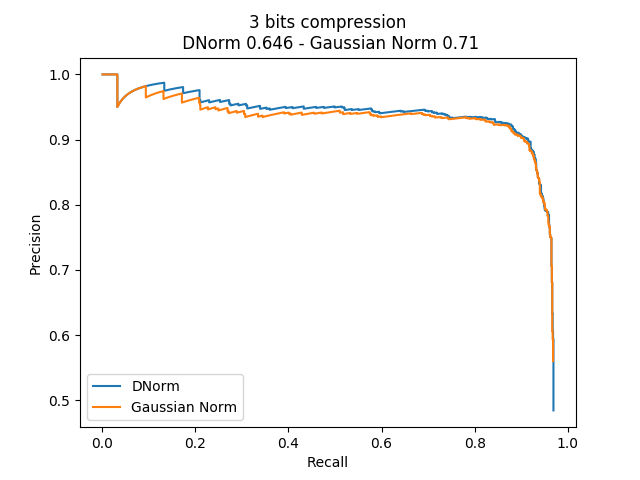 3 bits compression
DNorm 0.646 - Gaussian Norm 0.71
1.0
0.9
0.8
0.7
0.6
0.5
Precision
DNorm
Gaussian Norm
0.0 0.2 0.4 0.6 0.8 1.0
Recall